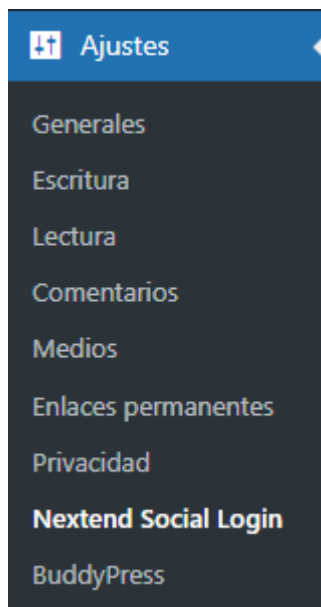 Ajustes
Generales
Escritura
Lectura
Comentarios
Medios
Enlaces permanentes
Privacidad
Nextend Social Login
BuddyPress